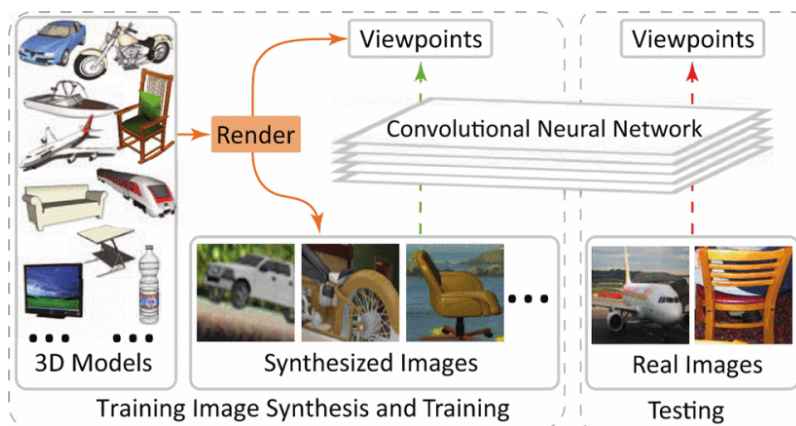 Viewpoints
Viewpoints
Render
Convolutional Neural Network
3D Models
Synthesized Images
Real Images
Training Image Synthesis and Training
Testing